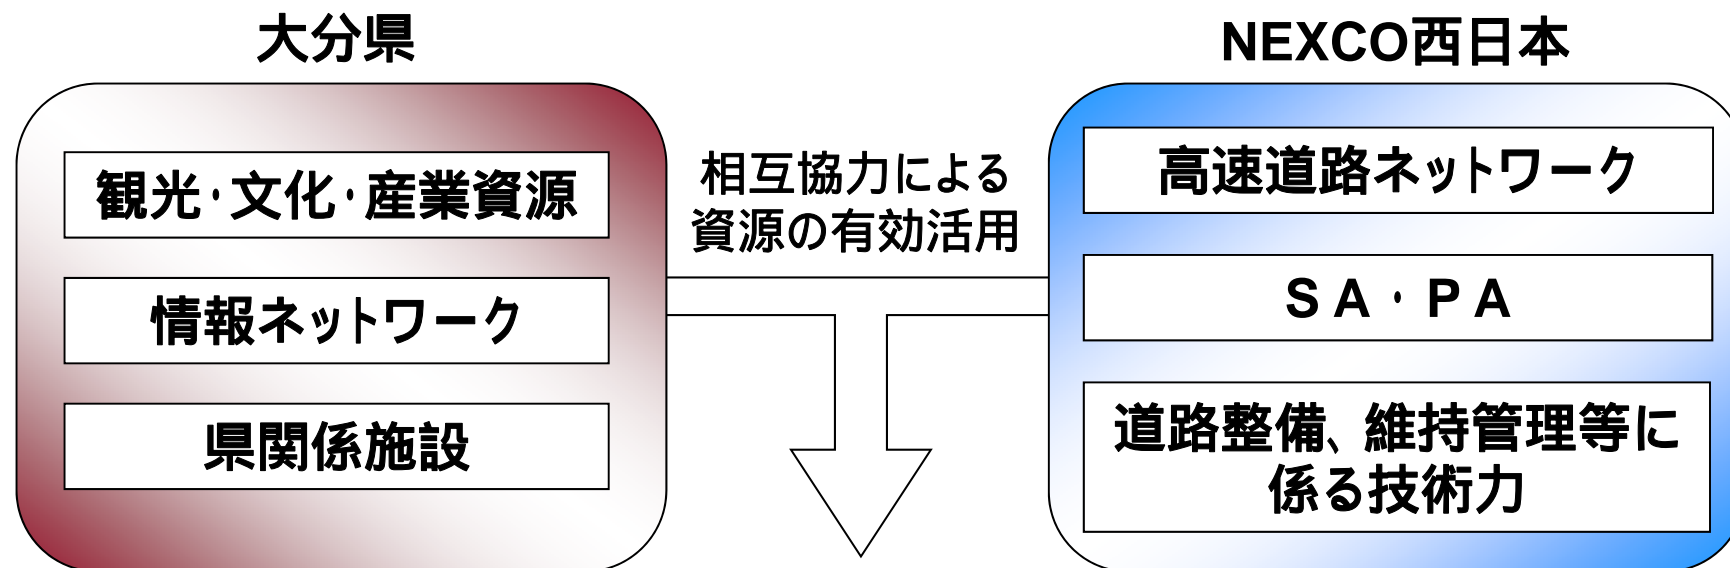 大分県
観光・文化・産業資源
情報ネットワーク
県関係施設
相互協力による
資源の有効活用
NEXCO西日本
高速道路ネットワーク
SA・PA
道路整備、維持管理等に
係る技術力